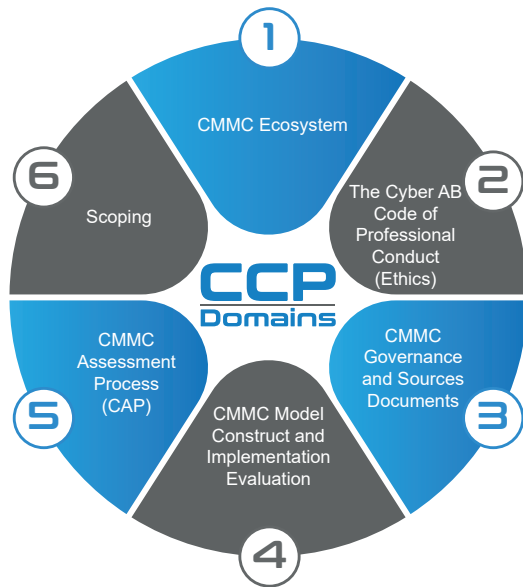 1
CMMC Ecosystem
2
The Cyber AB
Code of
Professional
Conduct
(Ethics)
3
CMMC
Governance
and Sources
Documents
4
CMMC Model
Construct and
Implementation
Evaluation
5
CMMC
Assessment
Process
(CAP)
6
Scoping
CCP
Domains